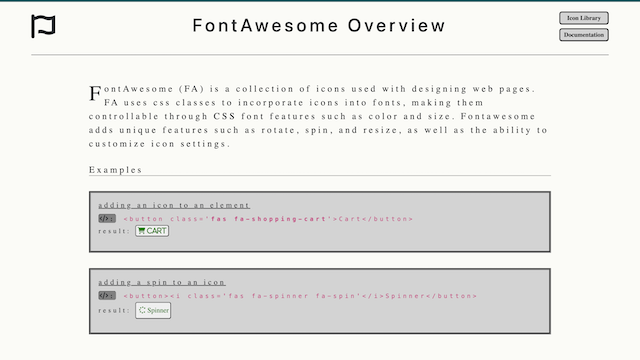 FontAwesome Overview
Icon Library
Documentation
FontAwesome (FA) is a collection of icons used with designing web pages.
FA uses css classes to incorporate icons into fonts, making them
controllable through CSS font features such as color and size. Fontawesome
adds unique features such as rotate, spin, and resize, as well as the ability to
customize icon settings.
Examples
adding an icon to an element
</>: <button class='fas fa-shopping-cart'>Cart</button>
result: CART
adding a spin to an icon
</>: <button><i class='fas fa-spinner fa-spin'</i>Spinner</button>
result: Spinner